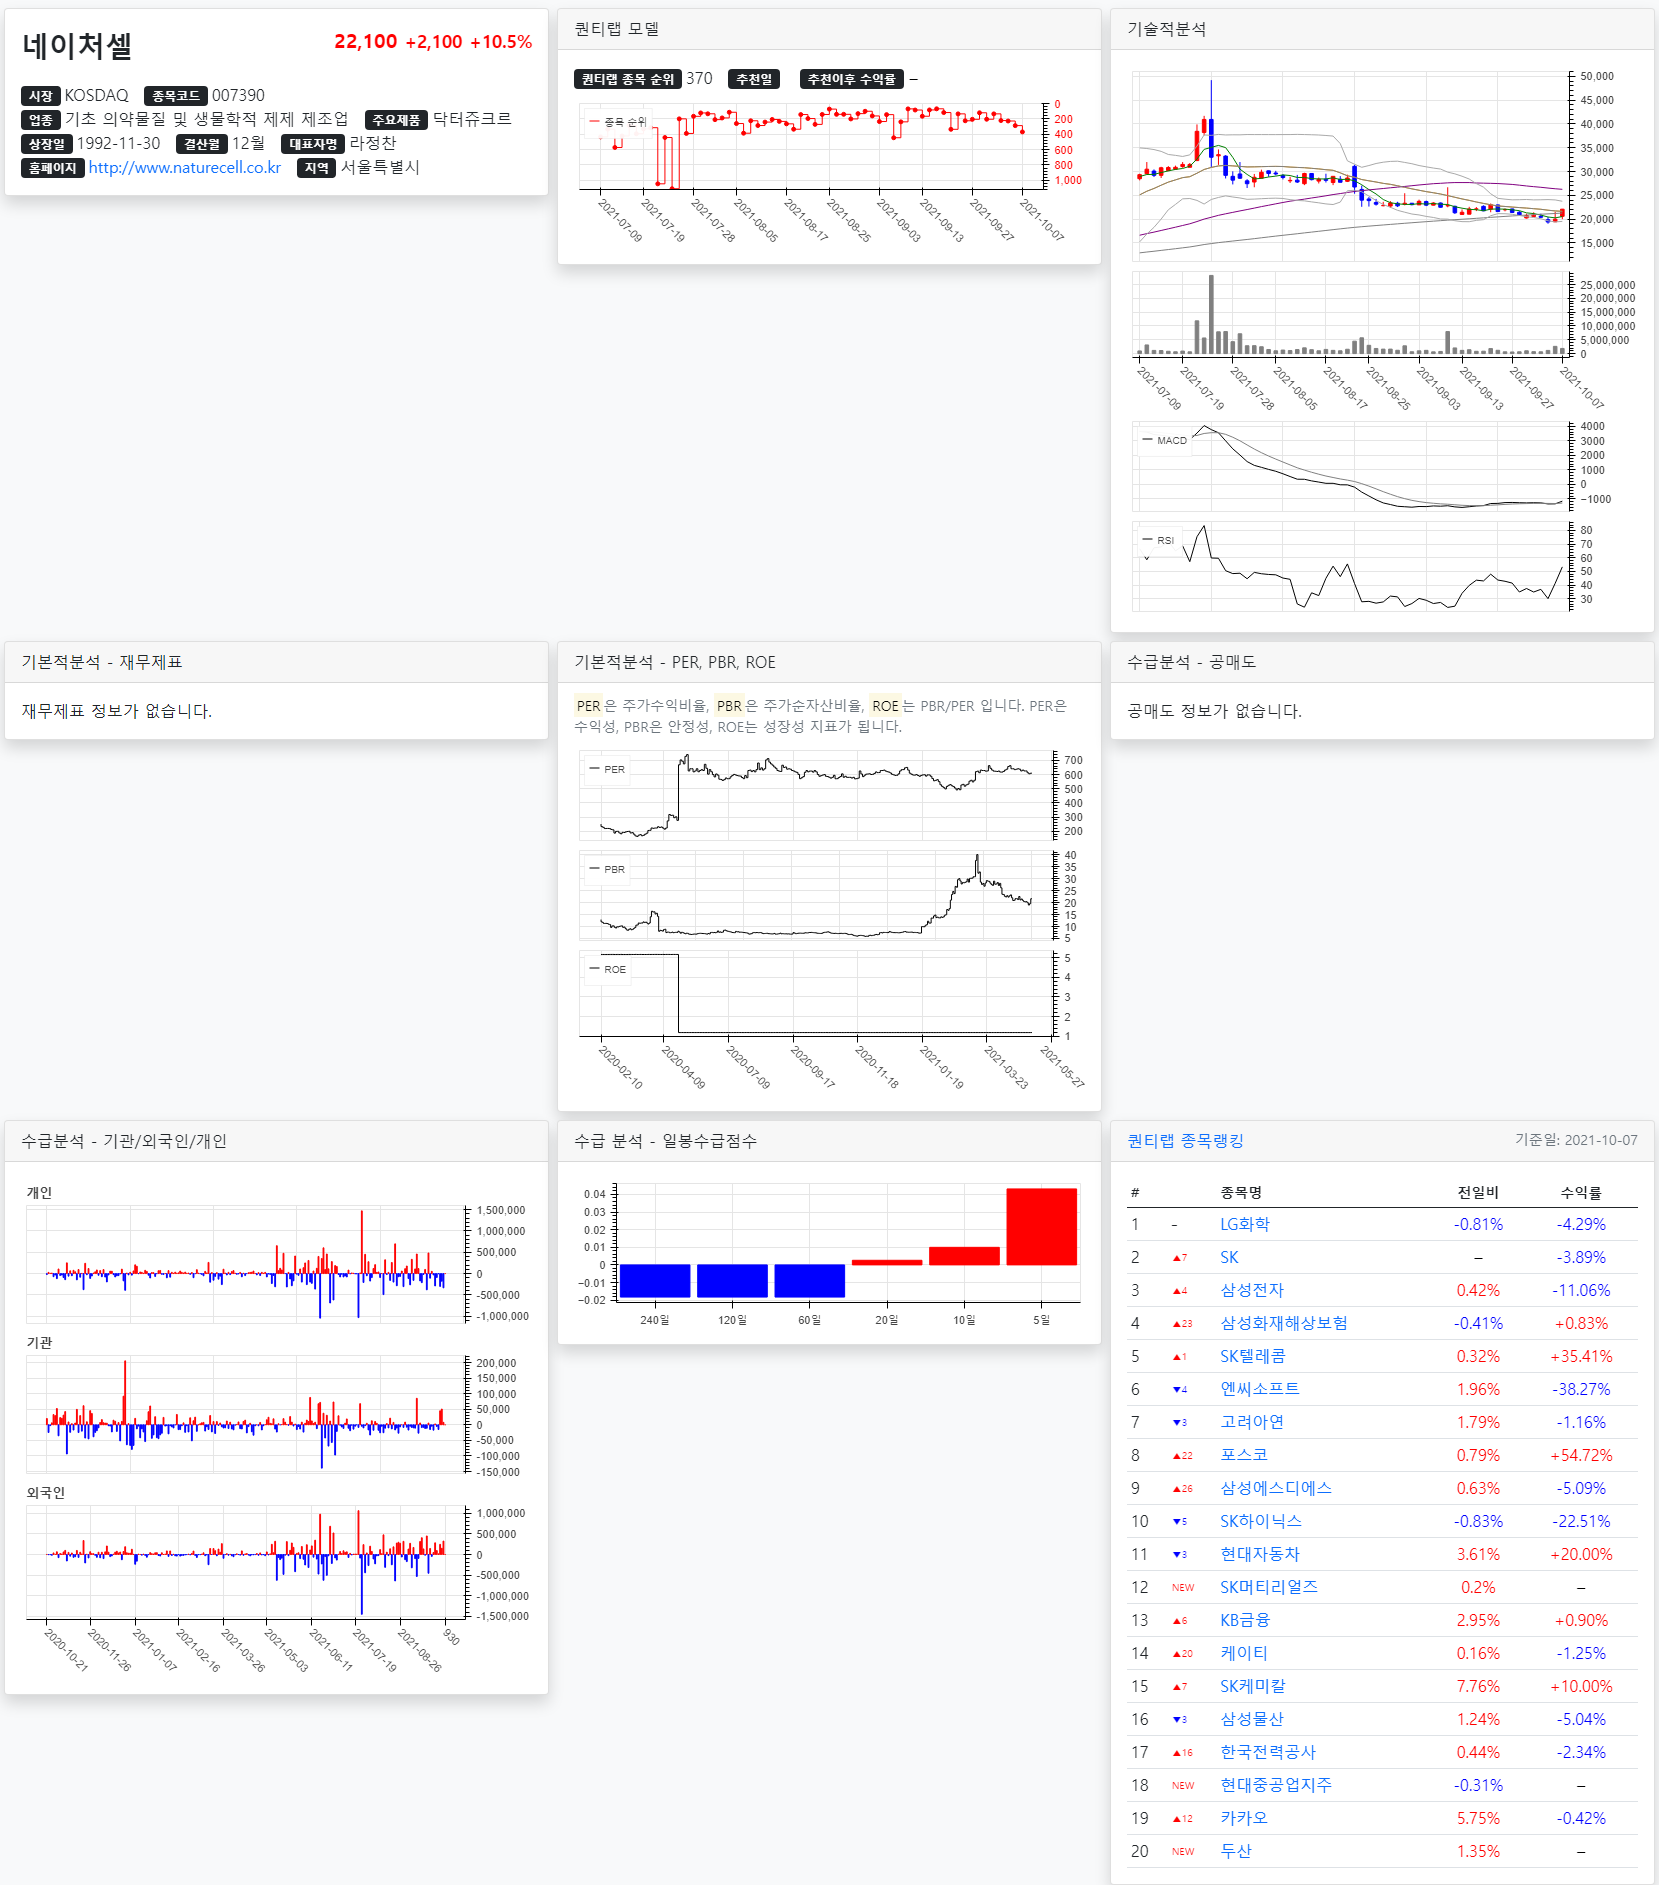 네이처셀 22,100 +2,100 +10.5%
시장 KOSDAQ 종목코드 007390
업종 기초 의약물질 및 생물학적 제제 제조업 주요제품 닥터쥬크르
상장일 1992-11-30 결산월 12월 대표자명 라정찬
홈페이지 http://www.naturecell.co.kr 지역 서울특별시
퀀티랩 모델
퀀티랩 종목 순위 370 추천일 추천이후 수익률 –
종목 순위
0
200
400
600
800
1,000
2021-07-09 2021-07-19 2021-07-28 2021-08-05 2021-08-17 2021-08-25 2021-09-03 2021-09-13 2021-09-27 2021-10-07
기술적분석
50,000
45,000
40,000
35,000
30,000
25,000
20,000
15,000
25,000,000
20,000,000
15,000,000
10,000,000
5,000,000
0
2021-07-09 2021-07-19 2021-07-28 2021-08-05 2021-08-17 2021-08-25 2021-09-03 2021-09-13 2021-09-27 2021-10-07
MACD
4000
3000
2000
1000
0
−1000
RSI
80
70
60
50
40
30
기본적분석 - 재무제표
재무제표 정보가 없습니다.
기본적분석 - PER, PBR, ROE
PER은 주가수익비율, PBR은 주가순자산비율, ROE는 PBR/PER 입니다. PER은
수익성, PBR은 안정성, ROE는 성장성 지표가 됩니다.
PER
700
600
500
400
300
200
PBR
40
35
30
25
20
15
10
5
ROE
5
4
3
2
1
2020-02-10 2020-04-09 2020-07-09 2020-09-17 2020-11-18 2021-01-19 2021-03-23 2021-05-27
수급분석 - 공매도
공매도 정보가 없습니다.
수급분석 - 기관/외국인/개인
개인
1,500,000
1,000,000
500,000
0
-500,000
-1,000,000
기관
200,000
150,000
100,000
50,000
0
-50,000
-100,000
-150,000
외국인
1,000,000
500,000
0
-500,000
-1,000,000
-1,500,000
2020-10-21 2020-11-26 2021-01-07 2021-02-16 2021-03-26 2021-05-03 2021-06-11 2021-07-19 2021-08-26 930
수급 분석 - 일봉수급점수
0.04
0.03
0.02
0.01
0
−0.01
−0.02
240일 120일 60일 20일 10일 5일
퀀티랩 종목랭킹 기준일: 2021-10-07
# 종목명 전일비 수익률
1 - LG화학 -0.81% -4.29%
2 ▲7 SK – -3.89%
3 ▲4 삼성전자 0.42% -11.06%
4 ▲23 삼성화재해상보험 -0.41% +0.83%
5 ▲1 SK텔레콤 0.32% +35.41%
6 ▼4 엔씨소프트 1.96% -38.27%
7 ▼3 고려아연 1.79% -1.16%
8 ▲22 포스코 0.79% +54.72%
9 ▲26 삼성에스디에스 0.63% -5.09%
10 ▼5 SK하이닉스 -0.83% -22.51%
11 ▼3 현대자동차 3.61% +20.00%
12 NEW SK머티리얼즈 0.2% –
13 ▲6 KB금융 2.95% +0.90%
14 ▲20 케이티 0.16% -1.25%
15 ▲7 SK케미칼 7.76% +10.00%
16 ▼3 삼성물산 1.24% -5.04%
17 ▲16 한국전력공사 0.44% -2.34%
18 NEW 현대중공업지주 -0.31% –
19 ▲12 카카오 5.75% -0.42%
20 NEW 두산 1.35% –